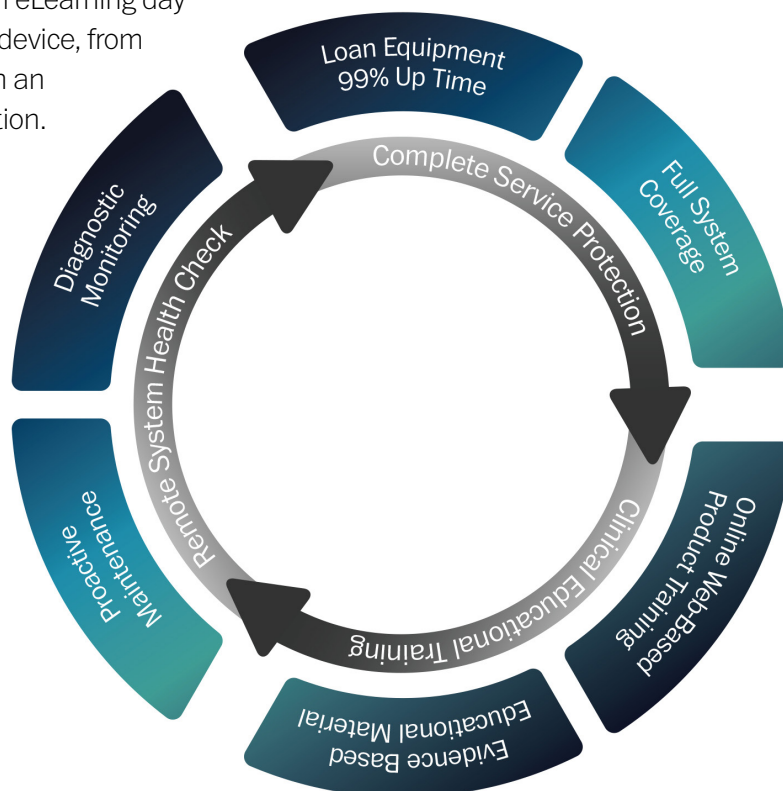 eLearning day
device, from
an
tion.
Loan Equipment
99% Up Time
Full System
Coverage
Online Web-Based
Product Training
Evidence Based
Educational Material
Proactive
Maintenance
Diagnostic
Monitoring
Complete Service Protection
Clinical Educational Training
Remote System Health Check